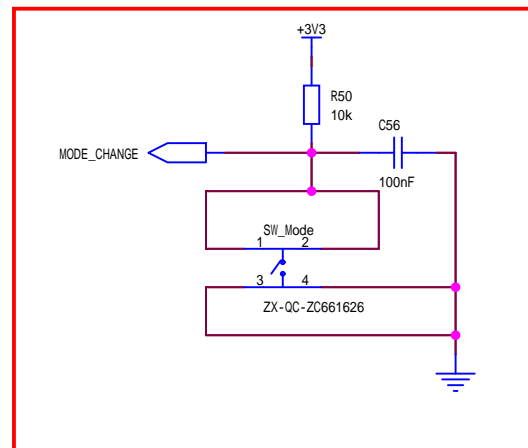 +3V3
R50
10k
C56
MODE_CHANGE
100nF
SW_Mode
1 2
3 4
ZX-QC-ZC661626